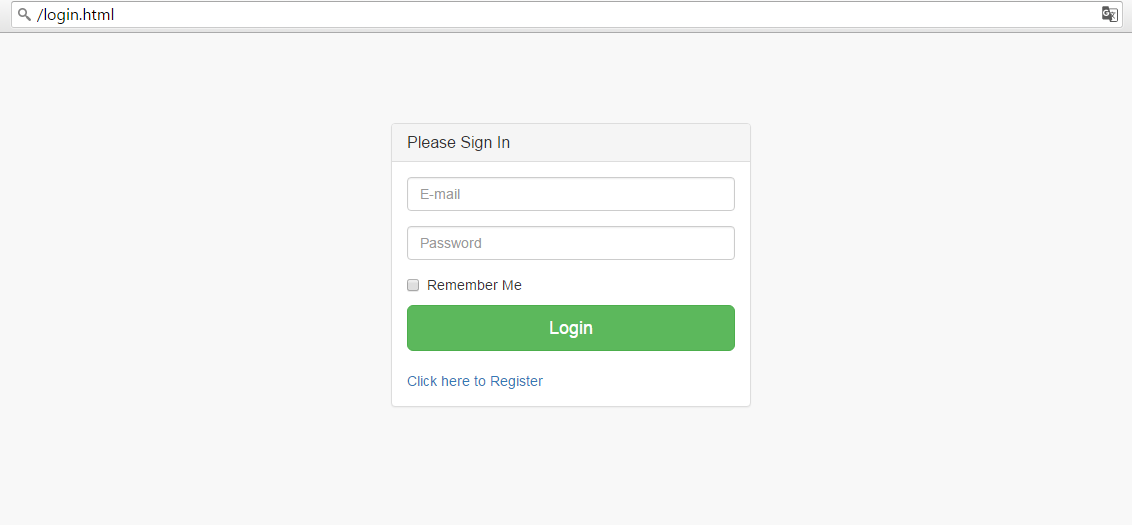 /login.html
Please Sign In
E-mail
Password
Remember Me
Login
Click here to Register